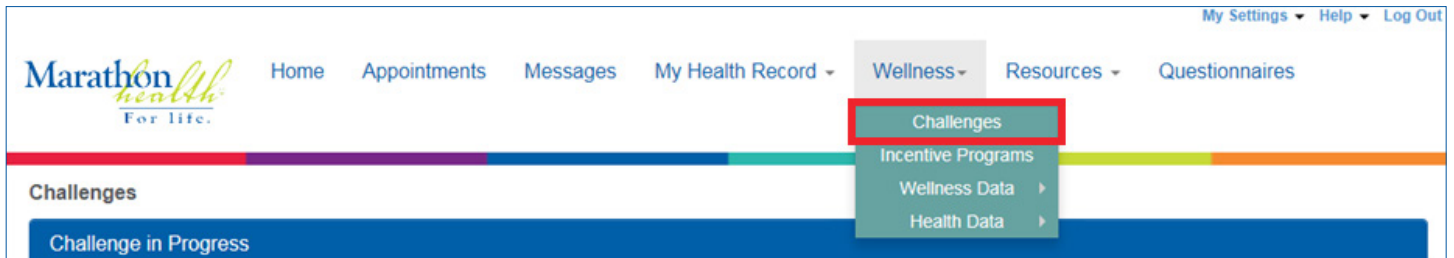 My Settings Help Log Out
Marathon
health
For life.
Home Appointments Messages My Health Record Wellness Resources Questionnaires
Challenges
Incentive Programs
Wellness Data
Health Data
Challenges
Challenge in Progress